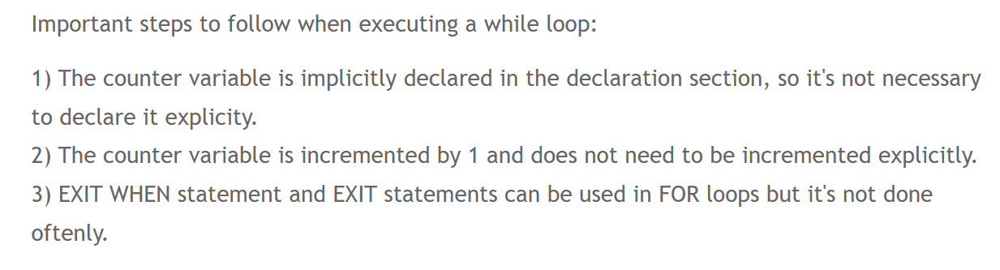 Important steps to follow when executing a while loop:
1) The counter variable is implicitly declared in the declaration section, so it's not necessary
to declare it explicity.
2) The counter variable is incremented by 1 and does not need to be incremented explicitly.
3) EXIT WHEN statement and EXIT statements can be used in FOR loops but it's not done
oftenly.